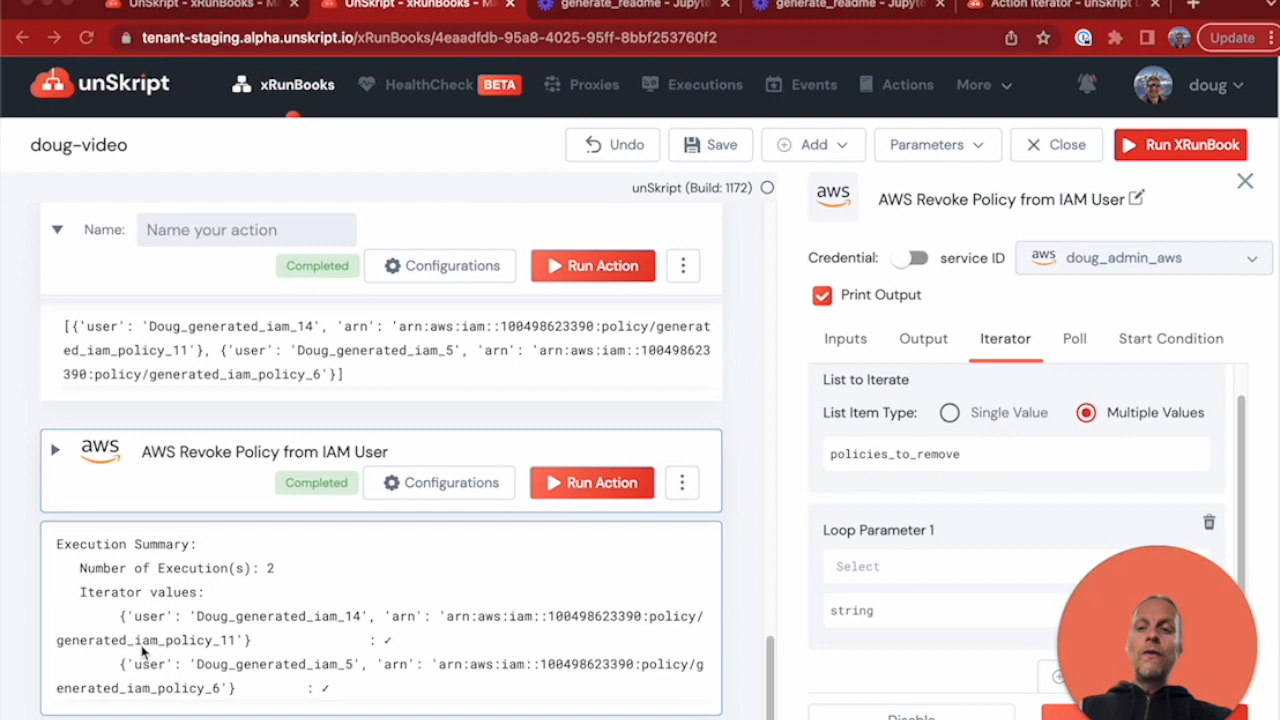 unSkript - xRunBooks - M
unSkript - xRunBooks - M
generate_readme - Jupyte
generate_readme - Jupyte
Action Iterator - unSkript D
tenant-staging.alpha.unskript.io/xRunBooks/4eaadfdb-95a8-4025-95ff-8bbf253760f2
Update
unSkript
xRunBooks
HealthCheck BETA
Proxies
Executions
Events
Actions
More
doug
doug-video
Undo
Save
Add
Parameters
Close
Run XRunBook
unSkript (Build: 1172)
Name: Name your action
Completed
Configurations
Run Action
[{'user': 'Doug_generated_iam_14', 'arn': 'arn:aws:iam::100498623390:policy/generat
ed_iam_policy_11'}, {'user': 'Doug_generated_iam_5', 'arn': 'arn:aws:iam::100498623
390:policy/generated_iam_policy_6'}]
aws
AWS Revoke Policy from IAM User
Completed
Configurations
Run Action
Execution Summary:
Number of Execution(s): 2
Iterator values:
{'user': 'Doug_generated_iam_14', 'arn': 'arn:aws:iam::100498623390:policy/
generated_iam_policy_11'} : ✓
{'user': 'Doug_generated_iam_5', 'arn': 'arn:aws:iam::100498623390:policy/g
enerated_iam_policy_6'} : ✓
aws
AWS Revoke Policy from IAM User
Credential: service ID
aws doug_admin_aws
Print Output
Inputs
Output
Iterator
Poll
Start Condition
List to Iterate
List Item Type: Single Value Multiple Values
policies_to_remove
Loop Parameter 1
Select
string
Disable